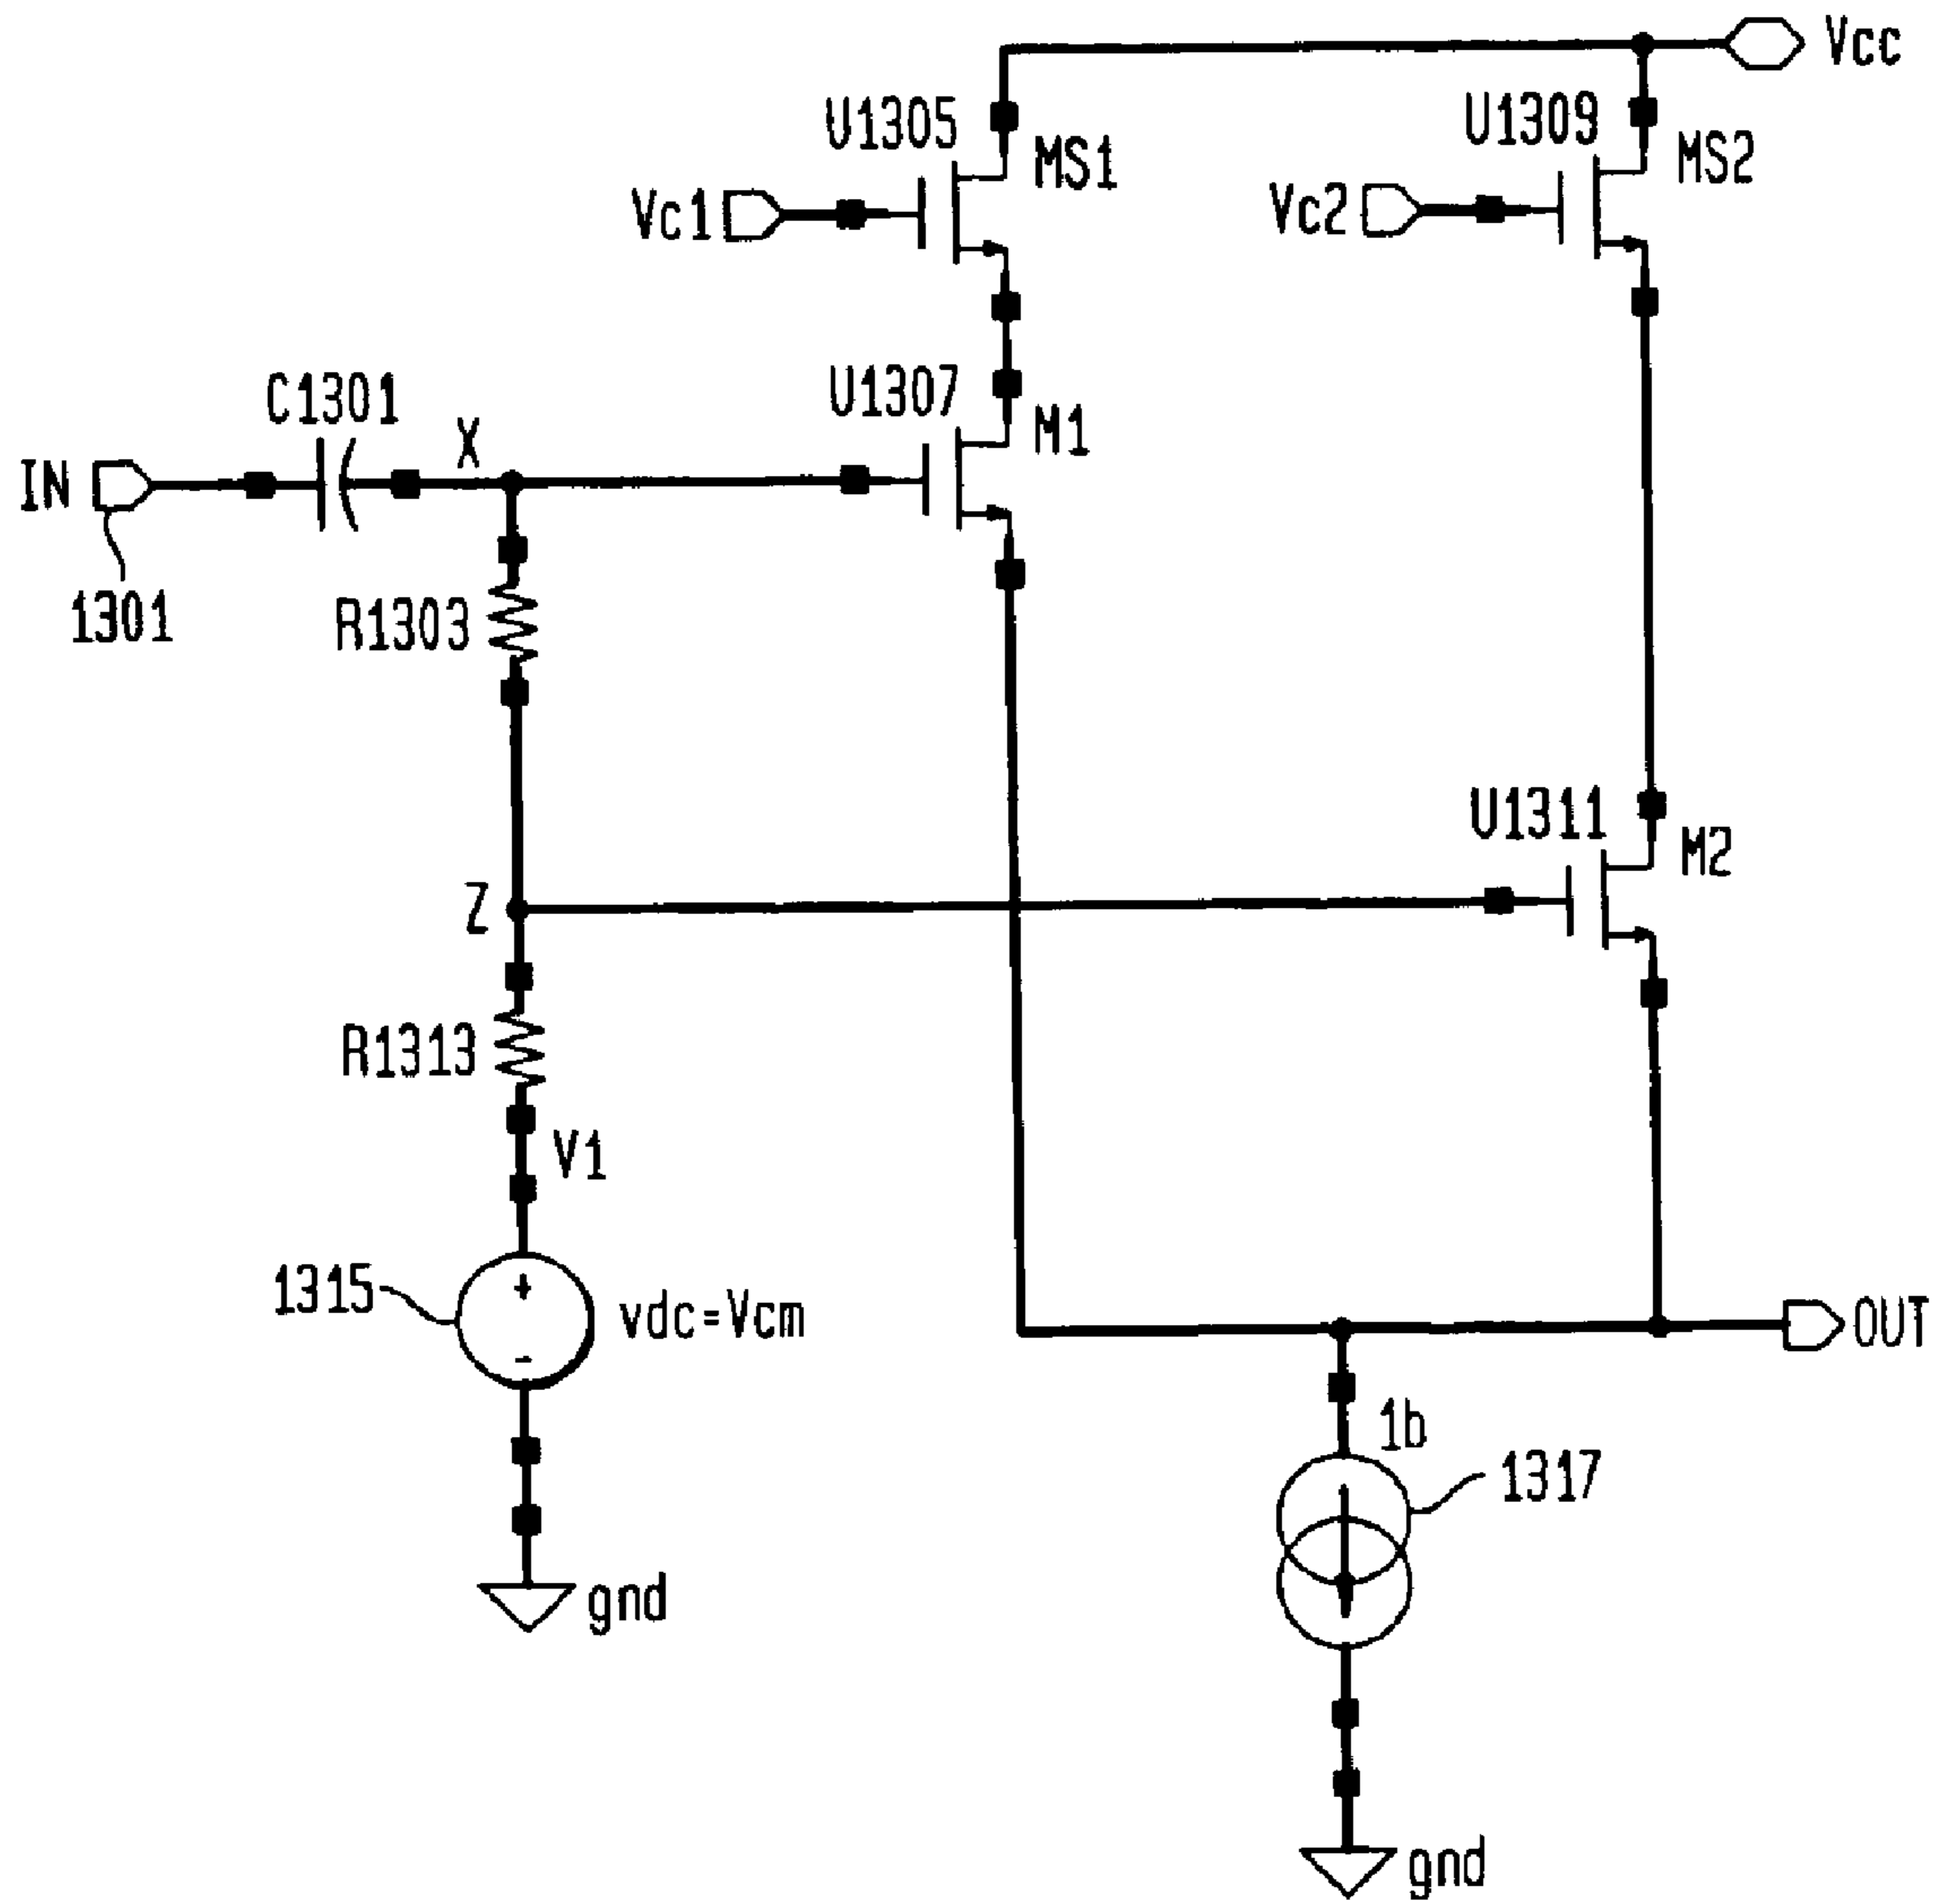 Vcc
U1305
MS1
U1309
MS2
Vc1
Vc2
C1301
X
U1307
M1
IN
1301
R1303
U1311
M2
Z
R1313
V1
1315
+
-
vdc=Vcm
OUT
1b
1317
gnd
gnd